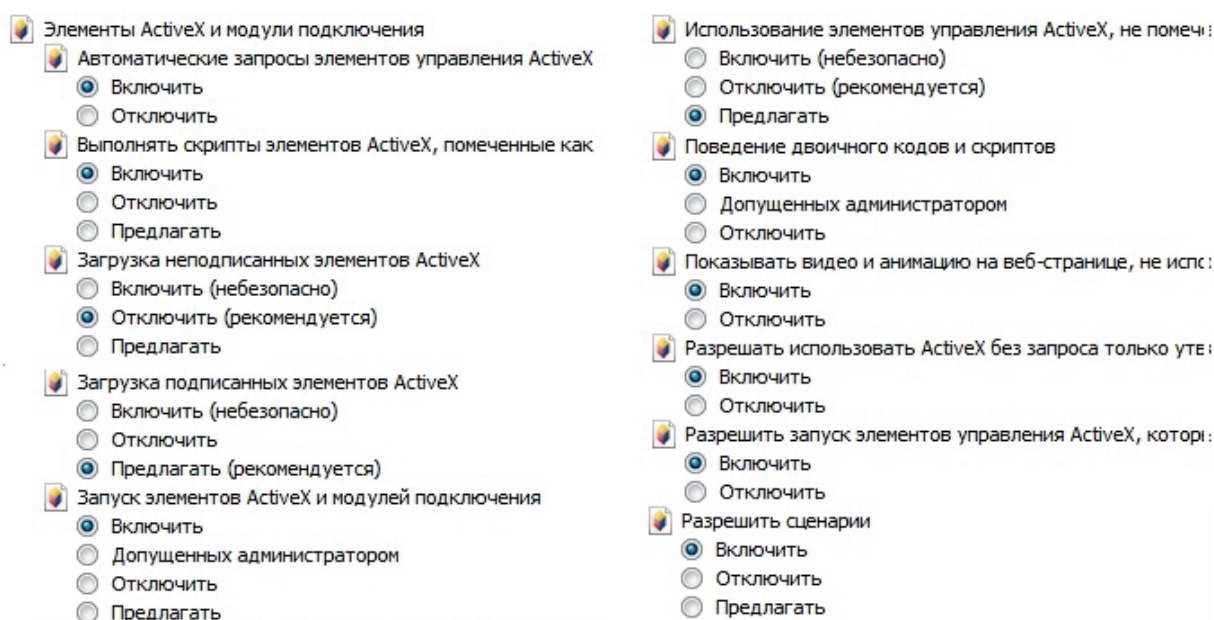 Элементы ActiveX и модули подключения
Автоматические запросы элементов управления ActiveX
Включить
Отключить
Выполнять скрипты элементов ActiveX, помеченные как
Включить
Отключить
Предлагать
Загрузка неподписанных элементов ActiveX
Включить (небезопасно)
Отключить (рекомендуется)
Предлагать
Загрузка подписанных элементов ActiveX
Включить (небезопасно)
Отключить
Предлагать (рекомендуется)
Запуск элементов ActiveX и модулей подключения
Включить
Допущенных администратором
Отключить
Предлагать
Использование элементов управления ActiveX, не
Включить (небезопасно)
Отключить (рекомендуется)
Предлагать
Поведение двоичного кодов и скриптов
Включить
Допущенных администратором
Отключить
Показывать видео и анимацию на веб-странице, не
Включить
Отключить
Разрешать использовать ActiveX без запроса только
Включить
Отключить
Разрешить запуск элементов управления ActiveX,
Включить
Отключить
Разрешить сценарии
Включить
Отключить
Предлагать